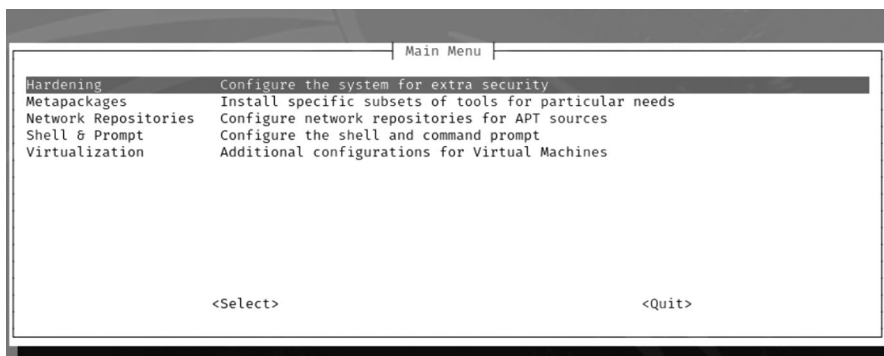 Main Menu
Hardening Configure the system for extra security
Metapackages Install specific subsets of tools for particular needs
Network Repositories Configure network repositories for APT sources
Shell & Prompt Configure the shell and command prompt
Virtualization Additional configurations for Virtual Machines
<Select> <Quit>